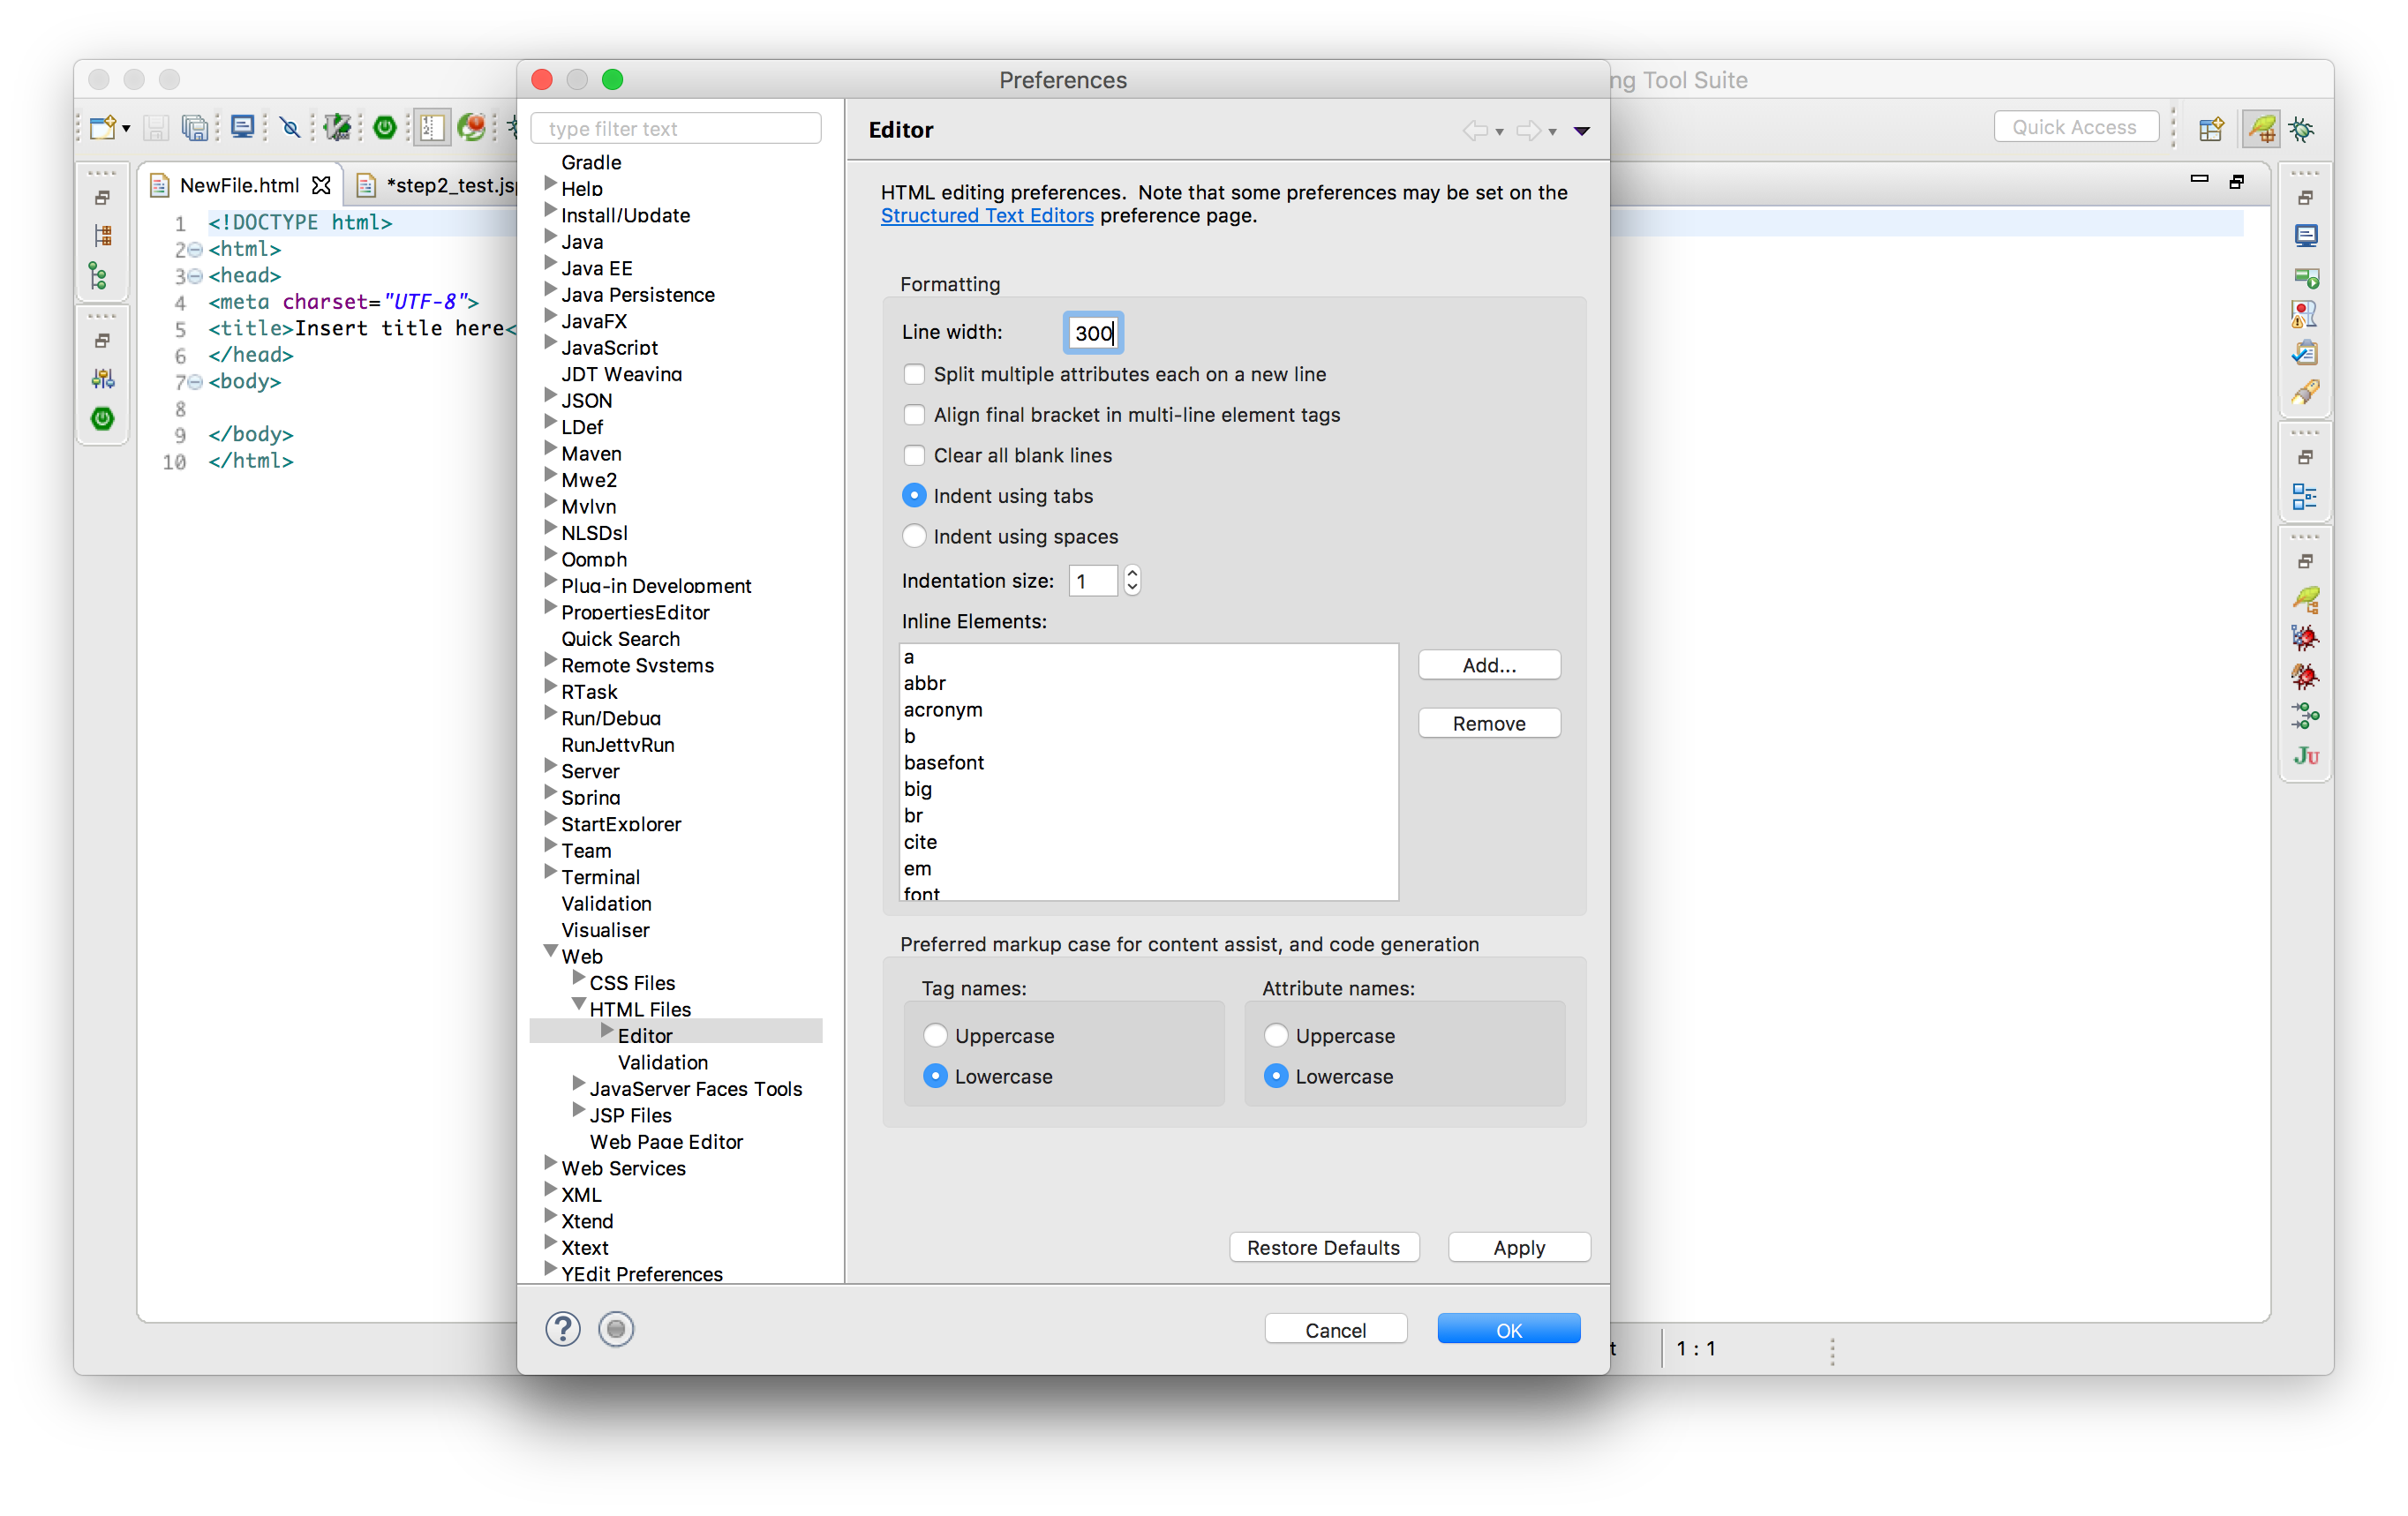 Preferences
ng Tool Suite
Quick Access
NewFile.html
*step2_test.js
1 <!DOCTYPE html>
2 <html>
3 <head>
4 <meta charset="UTF-8">
5 <title>Insert title here<
6 </head>
7 <body>
8
9 </body>
10 </html>
type filter text
Gradle
Help
Install/Update
Java
Java EE
Java Persistence
JavaFX
JavaScript
JDT Weaving
JSON
LDef
Maven
Mwe2
Mylyn
NLSDsl
Oomph
Plug-in Development
PropertiesEditor
Quick Search
Remote Systems
RTask
Run/Debug
RunJettyRun
Server
Spring
StartExplorer
Team
Terminal
Validation
Visualiser
Web
CSS Files
HTML Files
Editor
Validation
JavaServer Faces Tools
JSP Files
Web Page Editor
Web Services
XML
Xtend
Xtext
YEdit Preferences
Editor
HTML editing preferences. Note that some preferences may be set on the
Structured Text Editors preference page.
Formatting
Line width: 300
Split multiple attributes each on a new line
Align final bracket in multi-line element tags
Clear all blank lines
Indent using tabs
Indent using spaces
Indentation size: 1
Inline Elements:
a
abbr
acronym
b
basefont
big
br
cite
em
font
Add...
Remove
Preferred markup case for content assist, and code generation
Tag names:
Uppercase
Lowercase
Attribute names:
Uppercase
Lowercase
Restore Defaults
Apply
?
Cancel
OK
t
1 : 1
Ju